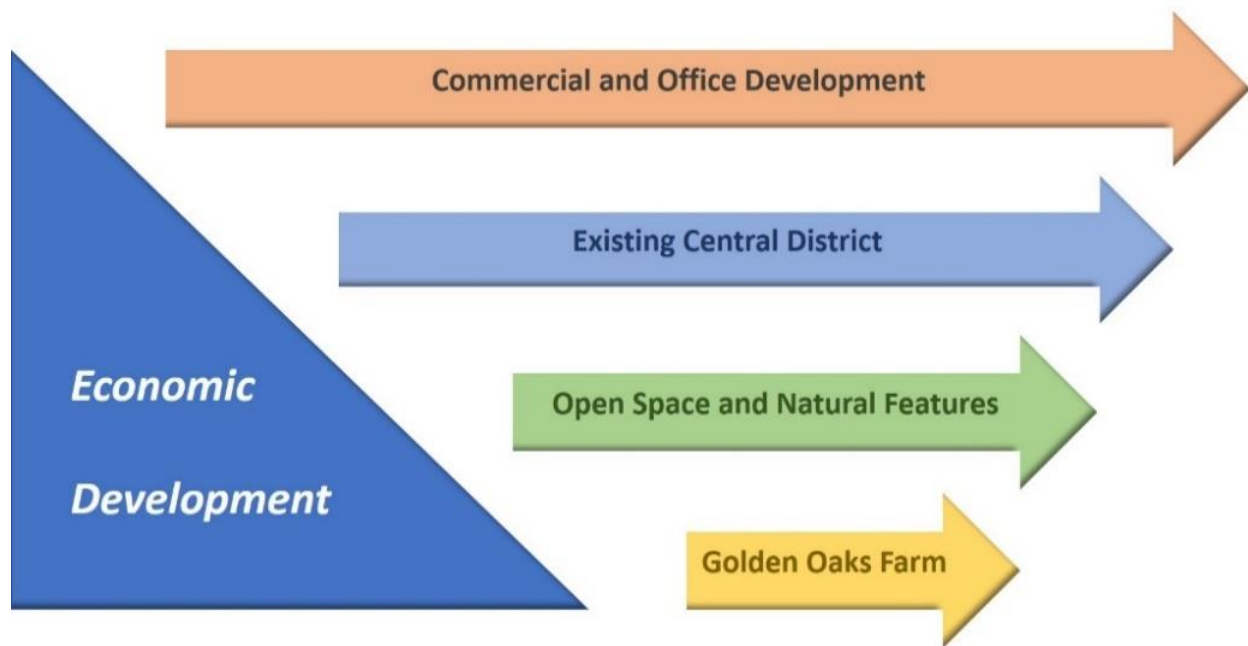 Commercial and Office Development
Existing Central District
Economic
Development
Open Space and Natural Features
Golden Oaks Farm